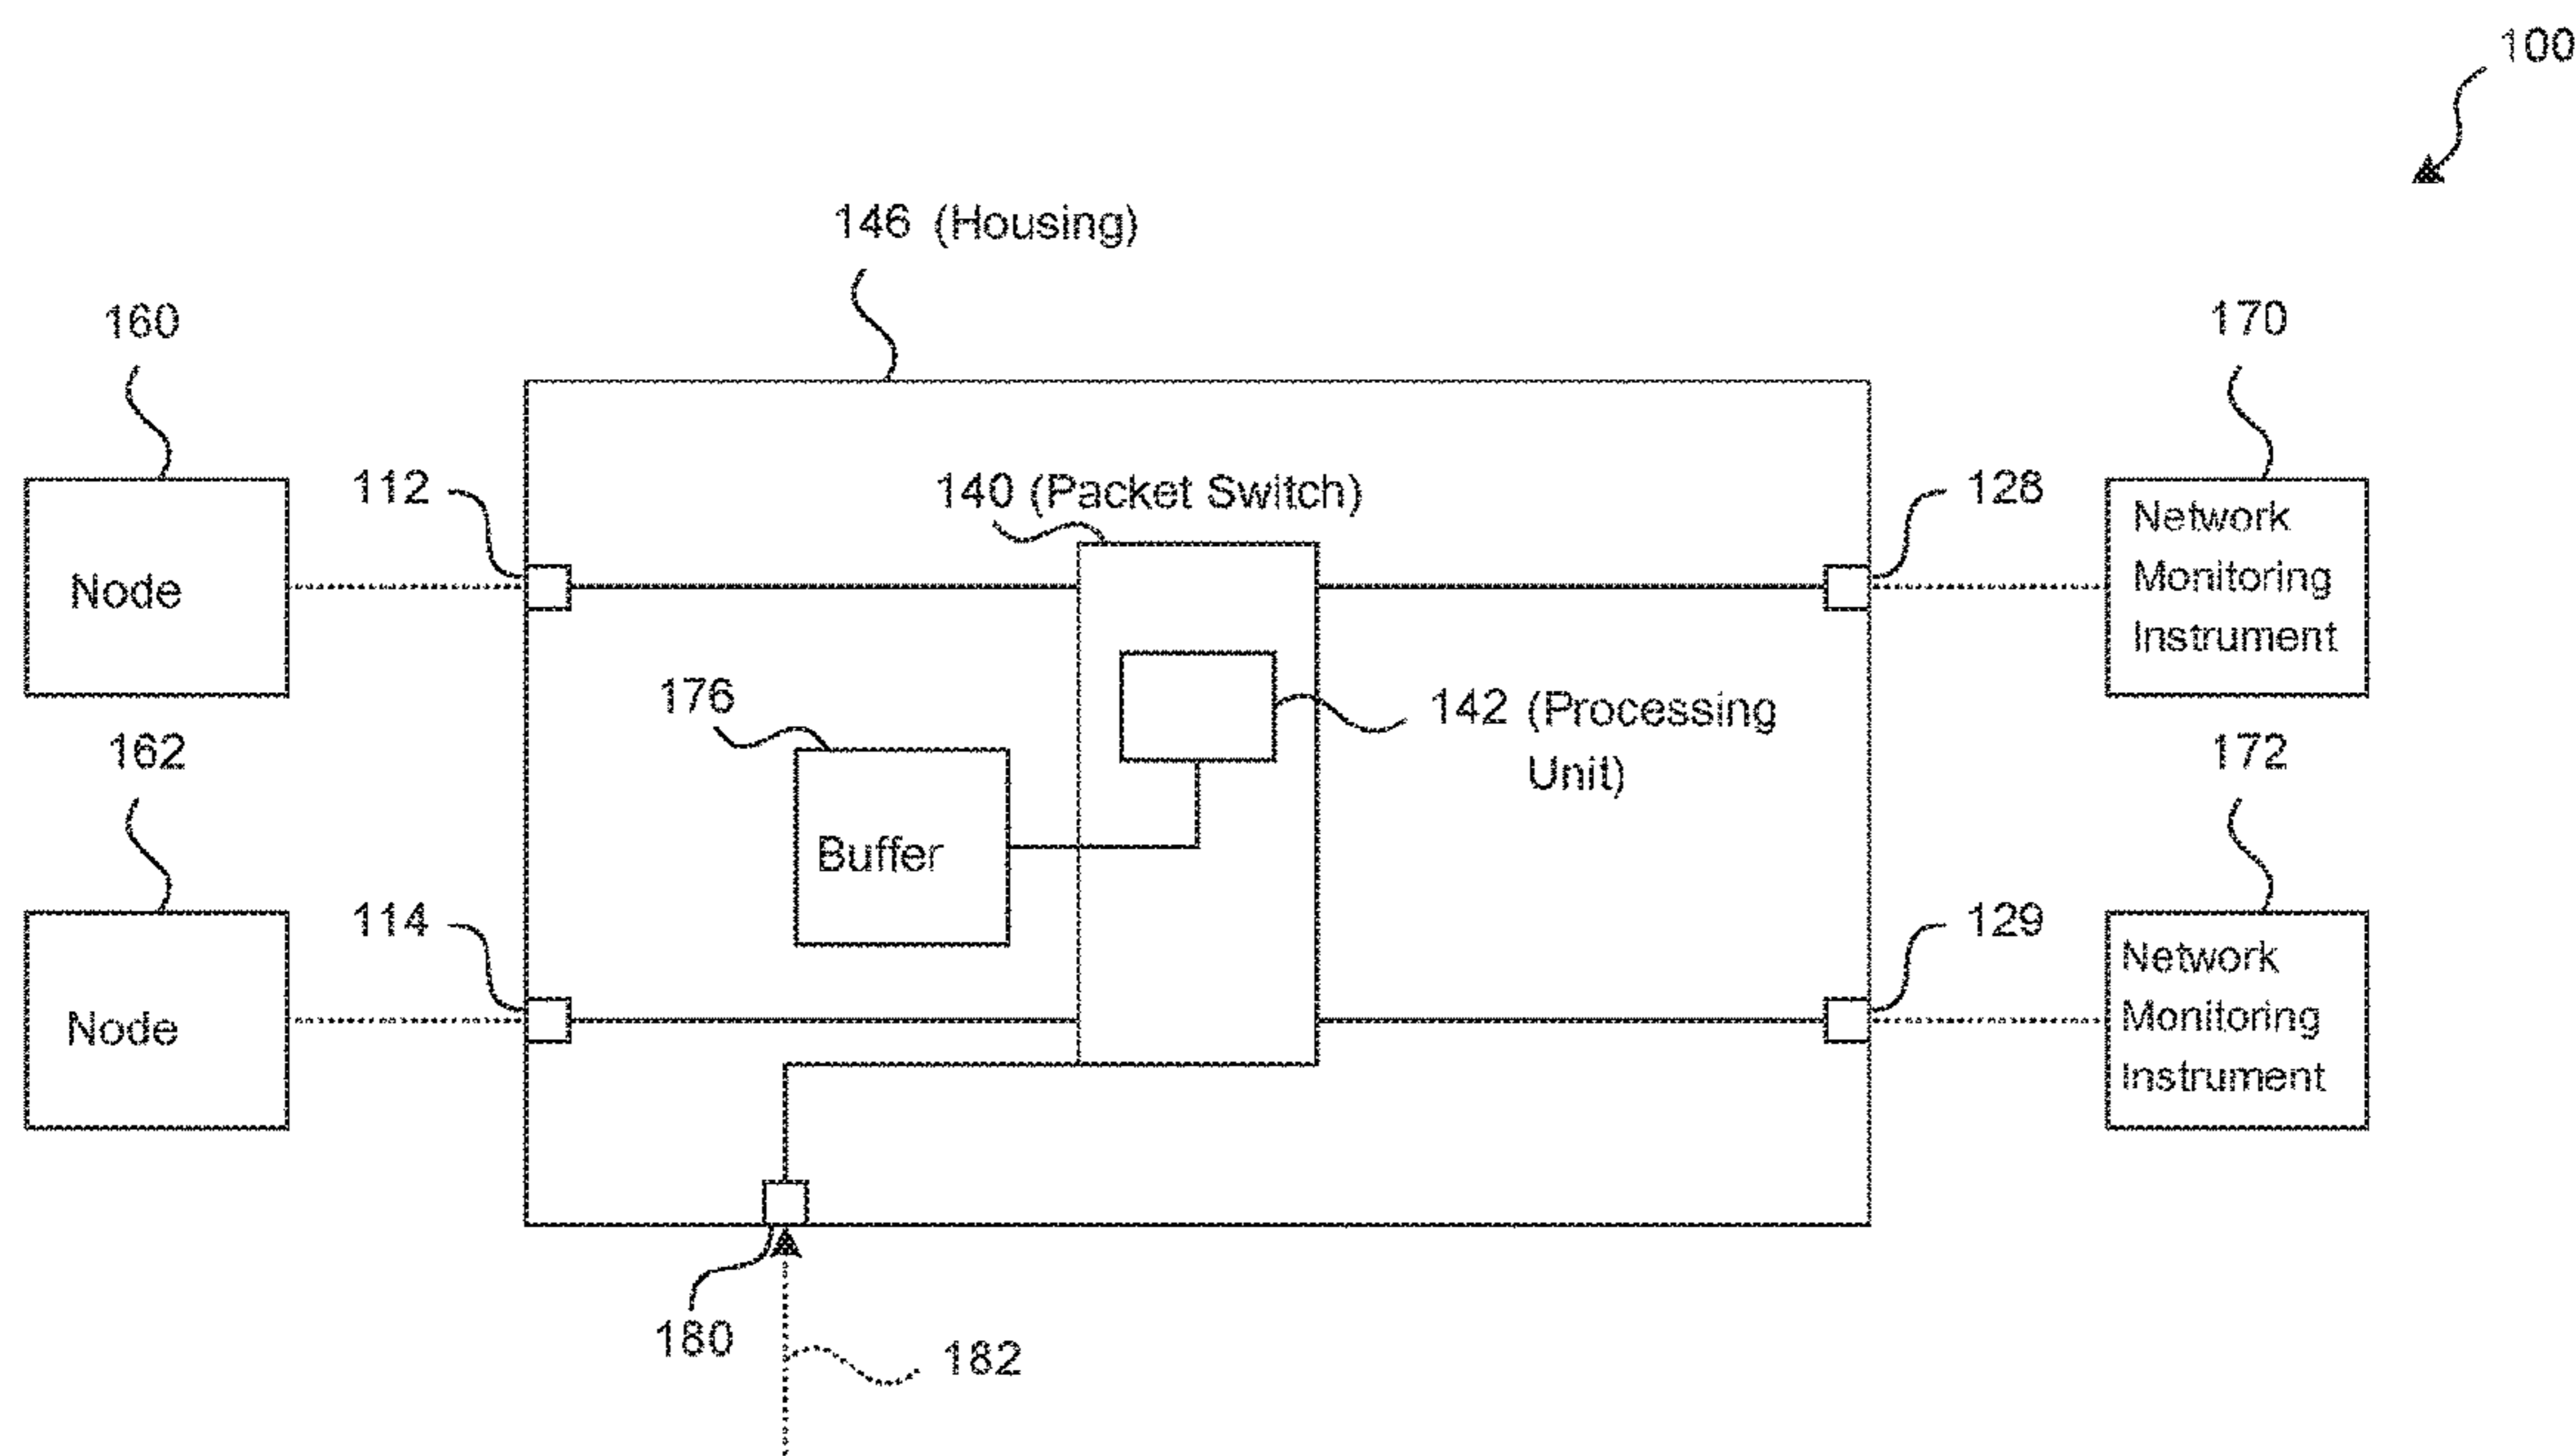 100
146 (Housing)
160
170
112
140 (Packet Switch)
128
Node
Network
Monitoring
Instrument
176
142 (Processing
Unit)
162
172
Buffer
114
129
Node
Network
Monitoring
Instrument
180
182